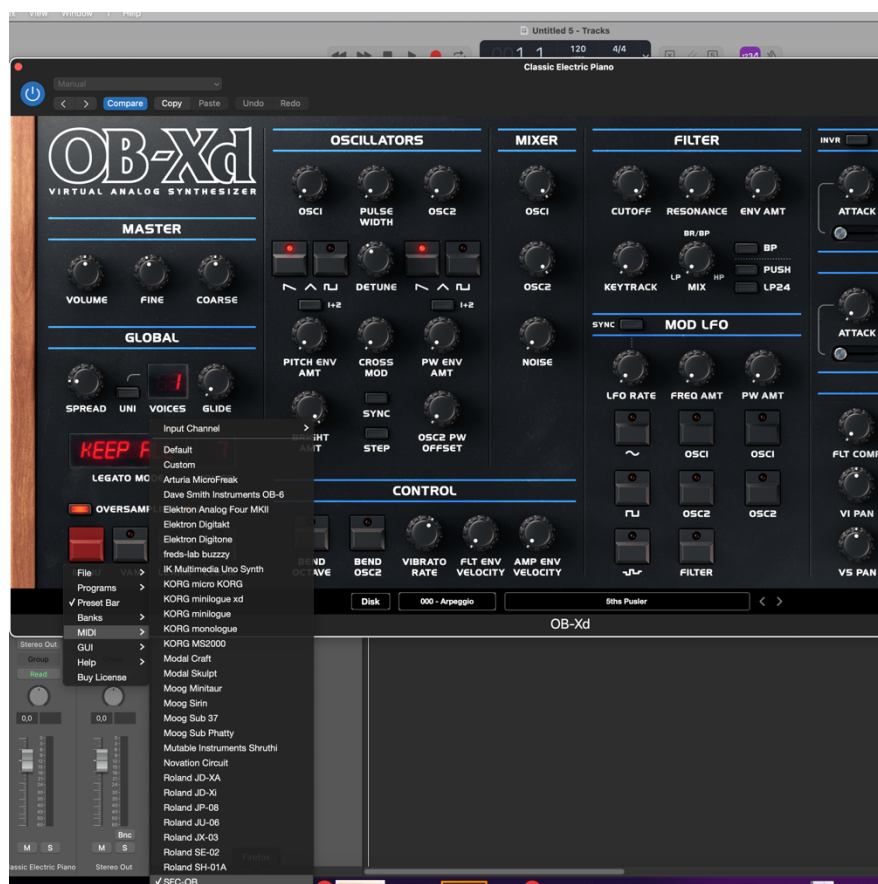 View Window Help
Untitled 5 - Tracks
120 4/4
1234
Classic Electric Piano
Manual
Compare Copy Paste Undo Redo
OB-Xd
VIRTUAL ANALOG SYNTHESIZER
OSCILLATORS MIXER FILTER INVR
OSC1 PULSE WIDTH OSC2 OSC1 CUTOFF RESONANCE ENV AMT ATTACK
MASTER
BR/BP
BP
PUSH
LP HP
DETUNE OSC2 KEYTRACK MIX LP24
VOLUME FINE COARSE
1+2 1+2
SYNC MOD LFO
GLOBAL
ATTACK
PITCH ENV AMT CROSS MOD PW ENV AMT NOISE
LFO RATE FREQ AMT PW AMT
SPREAD UNI VOICES GLIDE
SYNC
STEP OSC2 PW OFFSET
OSC1 OSC1
KEEP
LEGATO
CONTROL
OSC2 OSC2 V1 PAN
BEND OSC2 VIBRATO RATE FLT ENV VELOCITY AMP ENV VELOCITY
FILTER V5 PAN
Input Channel
Default
Custom
Arturia MicroFreak
Dave Smith Instruments OB-6
Elektron Analog Four MKII
Elektron Digitakt
Elektron Digitone
freds-lab buzzzy
IK Multimedia Uno Synth
KORG micro KORG
KORG minilogue xd
KORG minilogue
KORG monologue
KORG MS2000
Modal Craft
Modal Skulpt
Moog Minitaur
Moog Sirin
Moog Sub 37
Moog Sub Phatty
Mutable Instruments Shruthi
Novation Circuit
Roland JD-XA
Roland JD-Xi
Roland JP-08
Roland JU-06
Roland JX-03
Roland SE-02
Roland SH-01A
SEC-OB
File
Programs
Preset Bar
Banks
MIDI
GUI
Help
Buy License
Disk 000 - Arpeggio 5ths Pusler
OB-Xd
Stereo Out
Group
Read
0,0 0,0
Bnc
M S M S
Stereo Out
Firefox